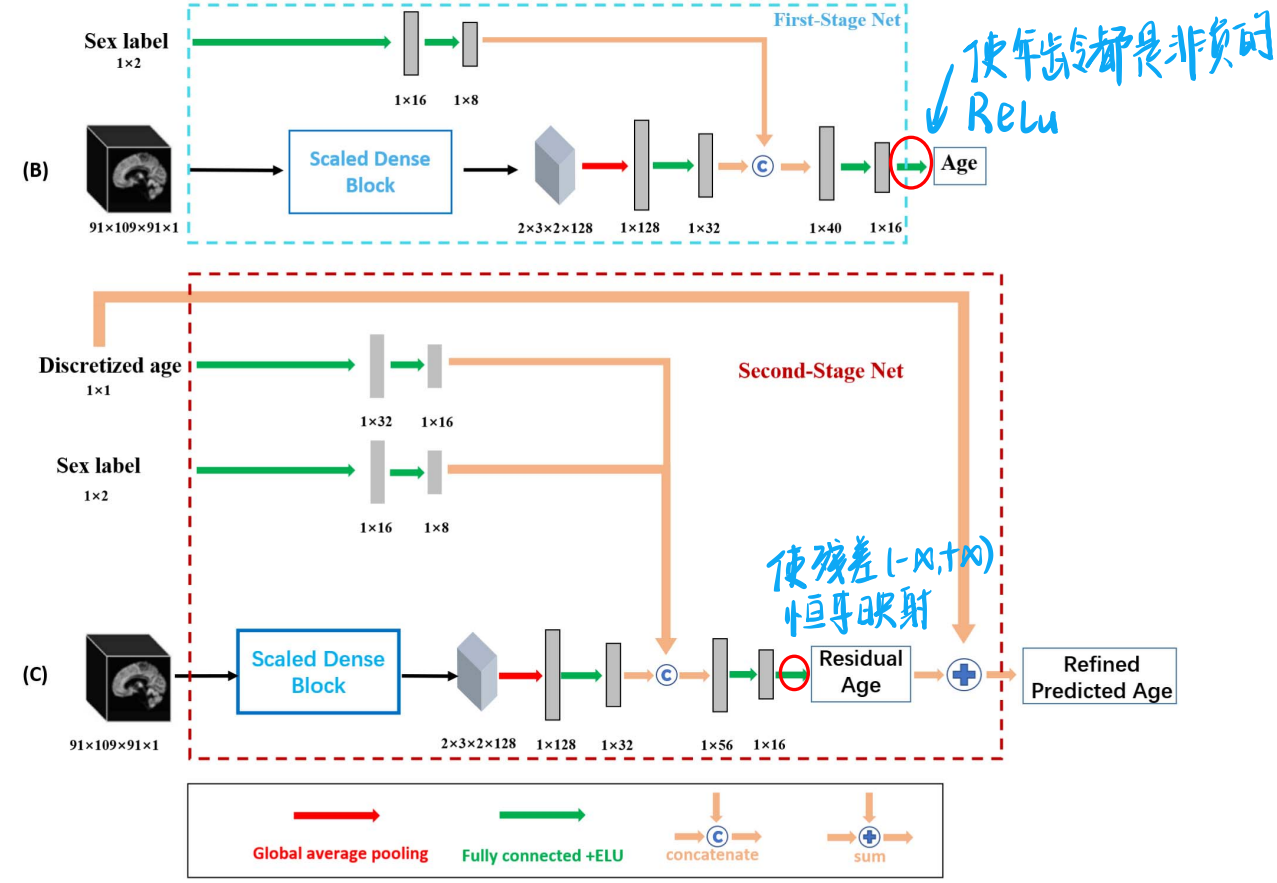 First-Stage Net
Sex label
1×2
1×16
1×8
使年龄都是非负的
Relu
(B)
Scaled Dense
Block
C
Age
91×109×91×1
2×3×2×128
1×128
1×32
1×40
1×16
Discretized age
1×1
Second-Stage Net
1×32
1×16
Sex label
1×2
1×16
1×8
使残差(-∞,+∞)
恒等映射
(C)
Scaled Dense
Block
C
Residual
Age
Refined
Predicted Age
91×109×91×1
2×3×2×128
1×128
1×32
1×56
1×16
C
Global average pooling
Fully connected +ELU
concatenate
sum